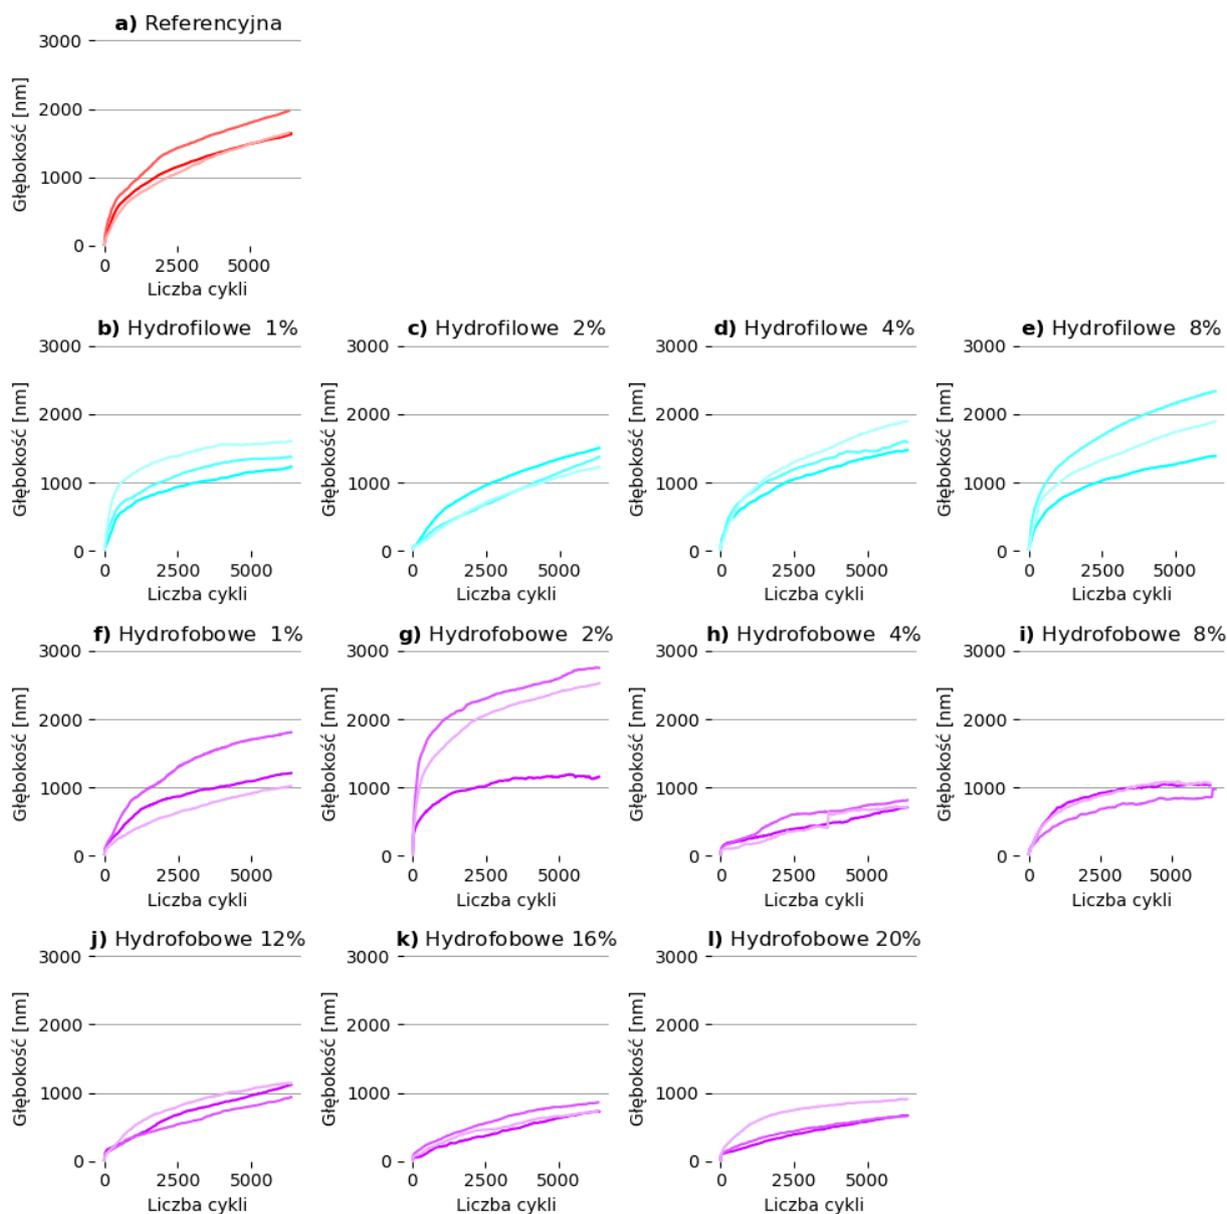 a) Referencyjna
3000
2000
1000
0
Głębokość [nm]
0 2500 5000
Liczba cykli
b) Hydrofilowe 1%
3000
2000
1000
0
Głębokość [nm]
0 2500 5000
Liczba cykli
c) Hydrofilowe 2%
3000
2000
1000
0
Głębokość [nm]
0 2500 5000
Liczba cykli
d) Hydrofilowe 4%
3000
2000
1000
0
Głębokość [nm]
0 2500 5000
Liczba cykli
e) Hydrofilowe 8%
3000
2000
1000
0
Głębokość [nm]
0 2500 5000
Liczba cykli
f) Hydrofobowe 1%
3000
2000
1000
0
Głębokość [nm]
0 2500 5000
Liczba cykli
g) Hydrofobowe 2%
3000
2000
1000
0
Głębokość [nm]
0 2500 5000
Liczba cykli
h) Hydrofobowe 4%
3000
2000
1000
0
Głębokość [nm]
0 2500 5000
Liczba cykli
i) Hydrofobowe 8%
3000
2000
1000
0
Głębokość [nm]
0 2500 5000
Liczba cykli
j) Hydrofobowe 12%
3000
2000
1000
0
Głębokość [nm]
0 2500 5000
Liczba cykli
k) Hydrofobowe 16%
3000
2000
1000
0
Głębokość [nm]
0 2500 5000
Liczba cykli
l) Hydrofobowe 20%
3000
2000
1000
0
Głębokość [nm]
0 2500 5000
Liczba cykli